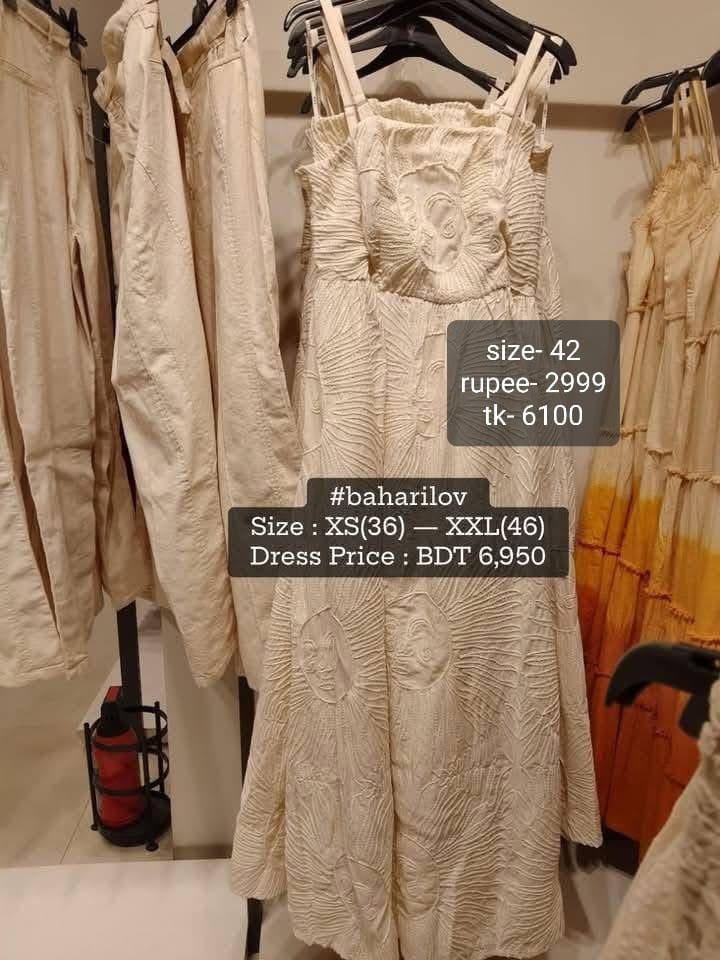 size- 42
rupee- 2999
tk- 6100
#baharilov
Size : XS(36) — XXL(46)
Dress Price : BDT 6,950